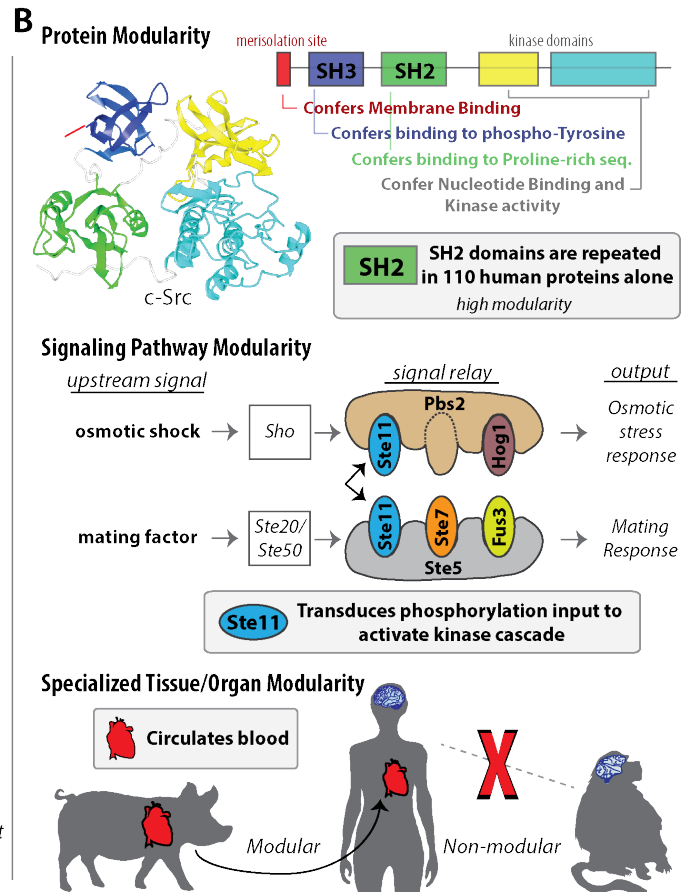 B
Protein Modularity
merisolation site
kinase domains
SH3
SH2
Confers Membrane Binding
Confers binding to phospho-Tyrosine
Confers binding to Proline-rich seq.
Confer Nucleotide Binding and
Kinase activity
c-Src
SH2
SH2 domains are repeated
in 110 human proteins alone
high modularity
Signaling Pathway Modularity
upstream signal
signal relay
output
osmotic shock
Sho
Pbs2
Ste11
Hog1
Osmotic
stress
response
mating factor
Ste20/
Ste50
Ste11
Ste7
Fus3
Ste5
Mating
Response
Ste11
Transduces phosphorylation input to
activate kinase cascade
Specialized Tissue/Organ Modularity
Circulates blood
X
Modular
Non-modular
t